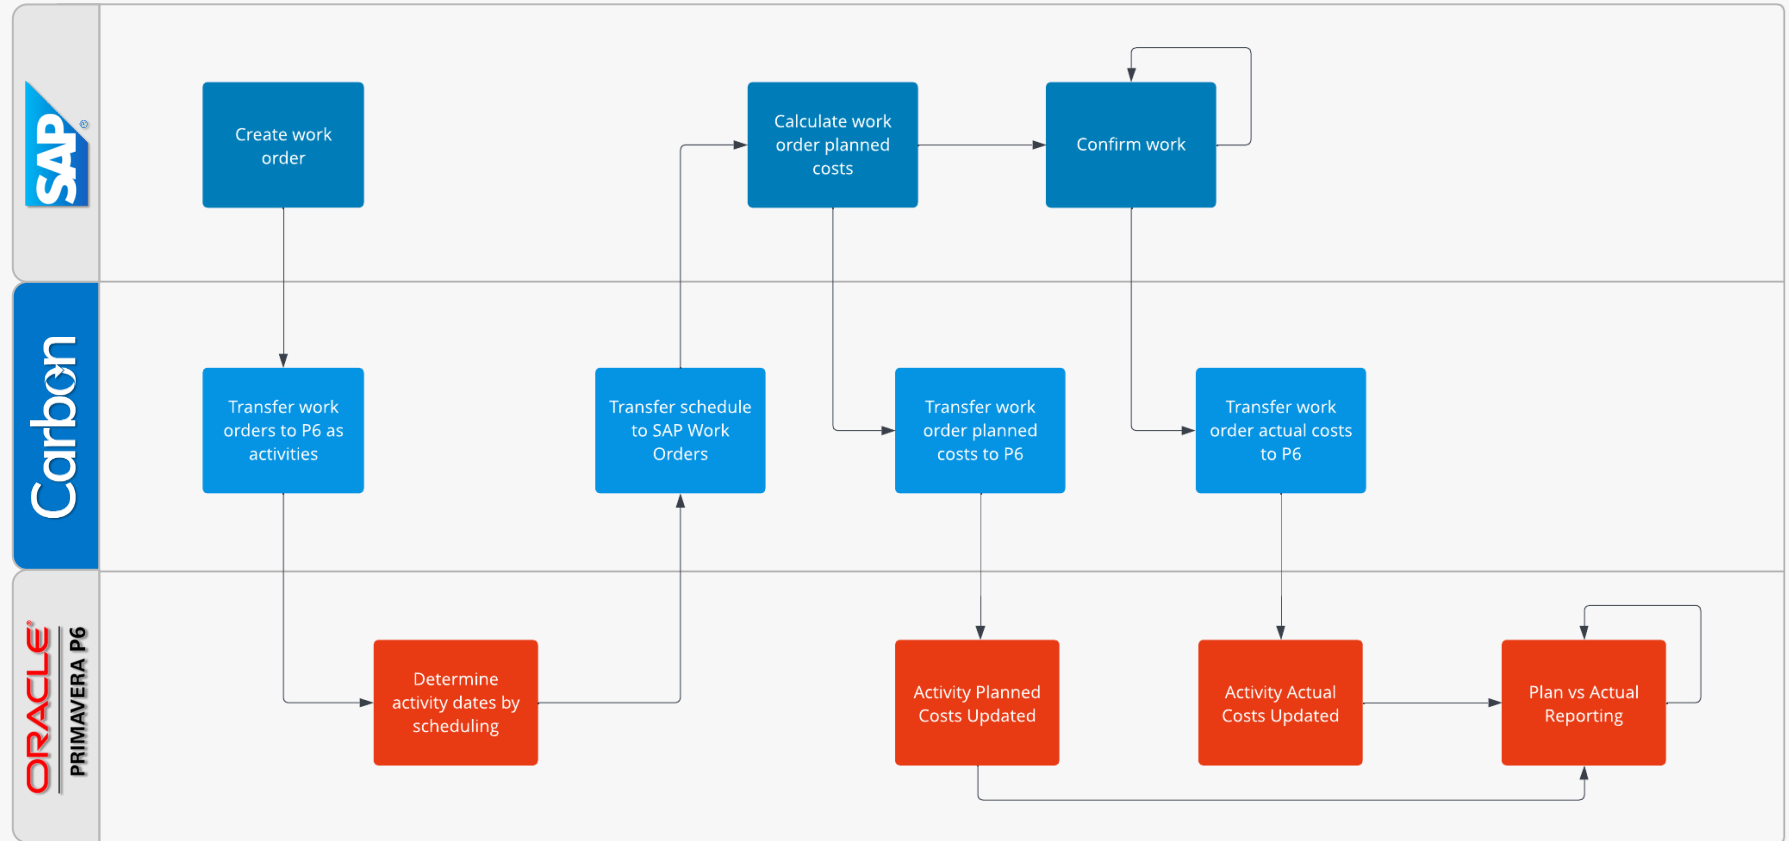 SAP
®
Create work
order
Calculate work
order planned
costs
Confirm work
Carbon
Transfer work
orders to P6 as
activities
Transfer schedule
to SAP Work
Orders
Transfer work
order planned
costs to P6
Transfer work
order actual costs
to P6
ORACLE®
PRIMAVERA P6
Determine
activity dates by
scheduling
Activity Planned
Costs Updated
Activity Actual
Costs Updated
Plan vs Actual
Reporting